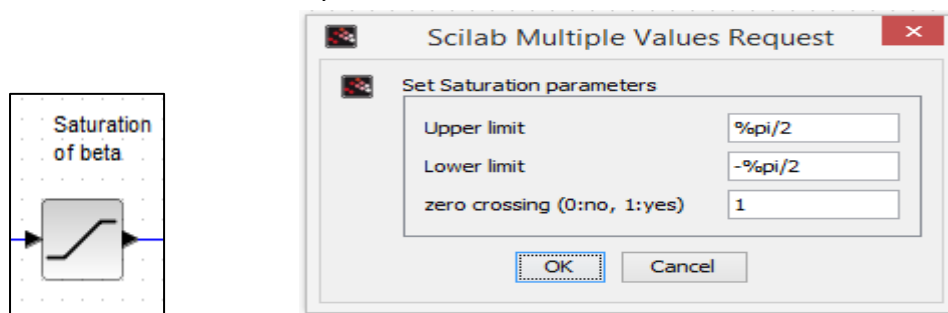 Saturation
of beta
Scilab Multiple Values Request
Set Saturation parameters
Upper limit %pi/2
Lower limit -%pi/2
zero crossing (0:no, 1:yes) 1
OK Cancel